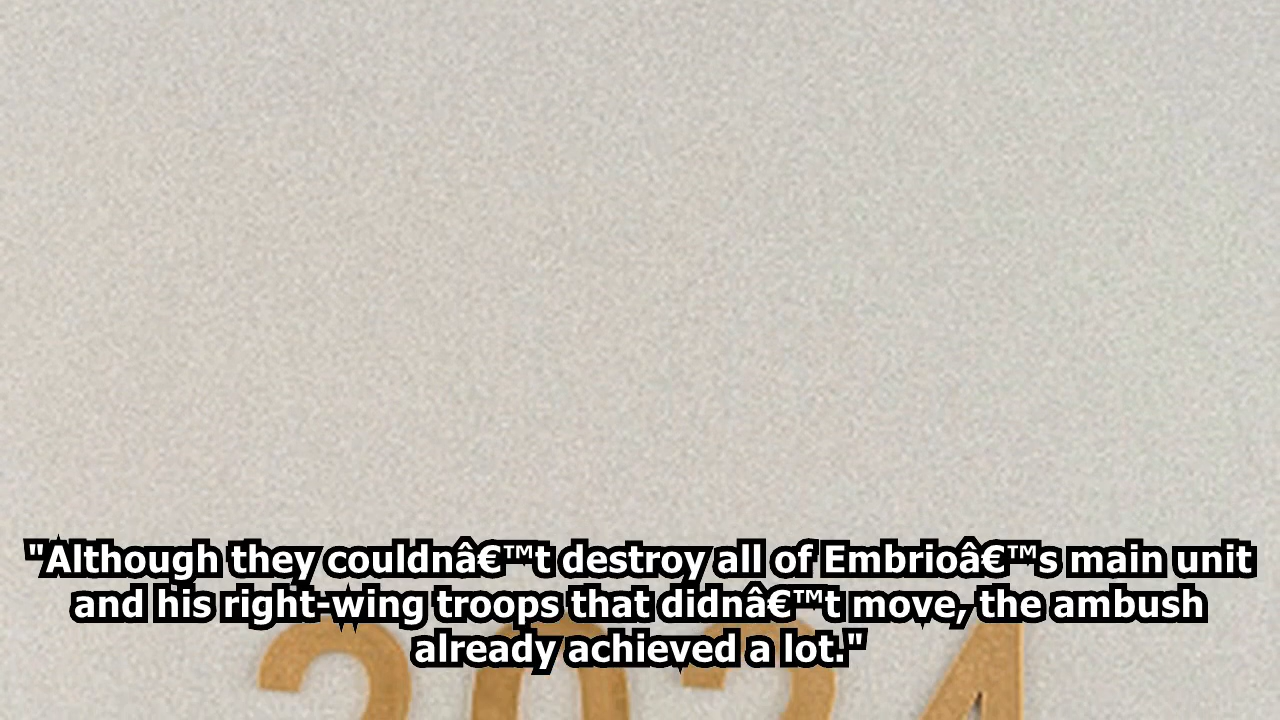 "Although they couldnâ€™t destroy all of Embrioâ€™s main unit
and his right-wing troops that didnâ€™t move, the ambush
already achieved a lot."
2024